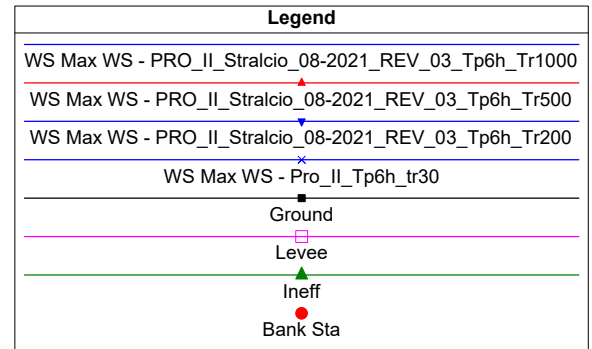 Legend
WS Max WS - PRO_II_Stralcio_08-2021_REV_03_Tp6h_Tr1000
WS Max WS - PRO_II_Stralcio_08-2021_REV_03_Tp6h_Tr500
WS Max WS - PRO_II_Stralcio_08-2021_REV_03_Tp6h_Tr200
WS Max WS - Pro_II_Tp6h_tr30
Ground
Levee
Ineff
Bank Sta